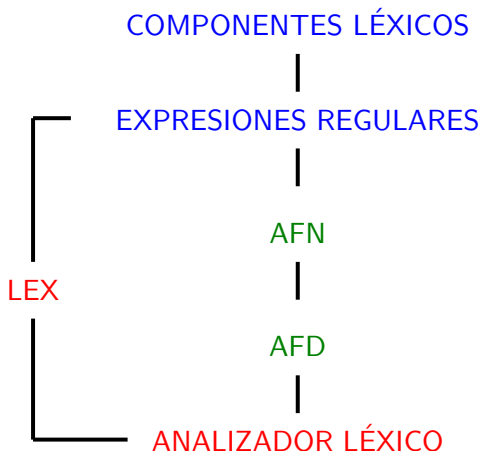 COMPONENTES LÉXICOS
EXPRESIONES REGULARES
AFN
LEX
AFD
ANALIZADOR LÉXICO